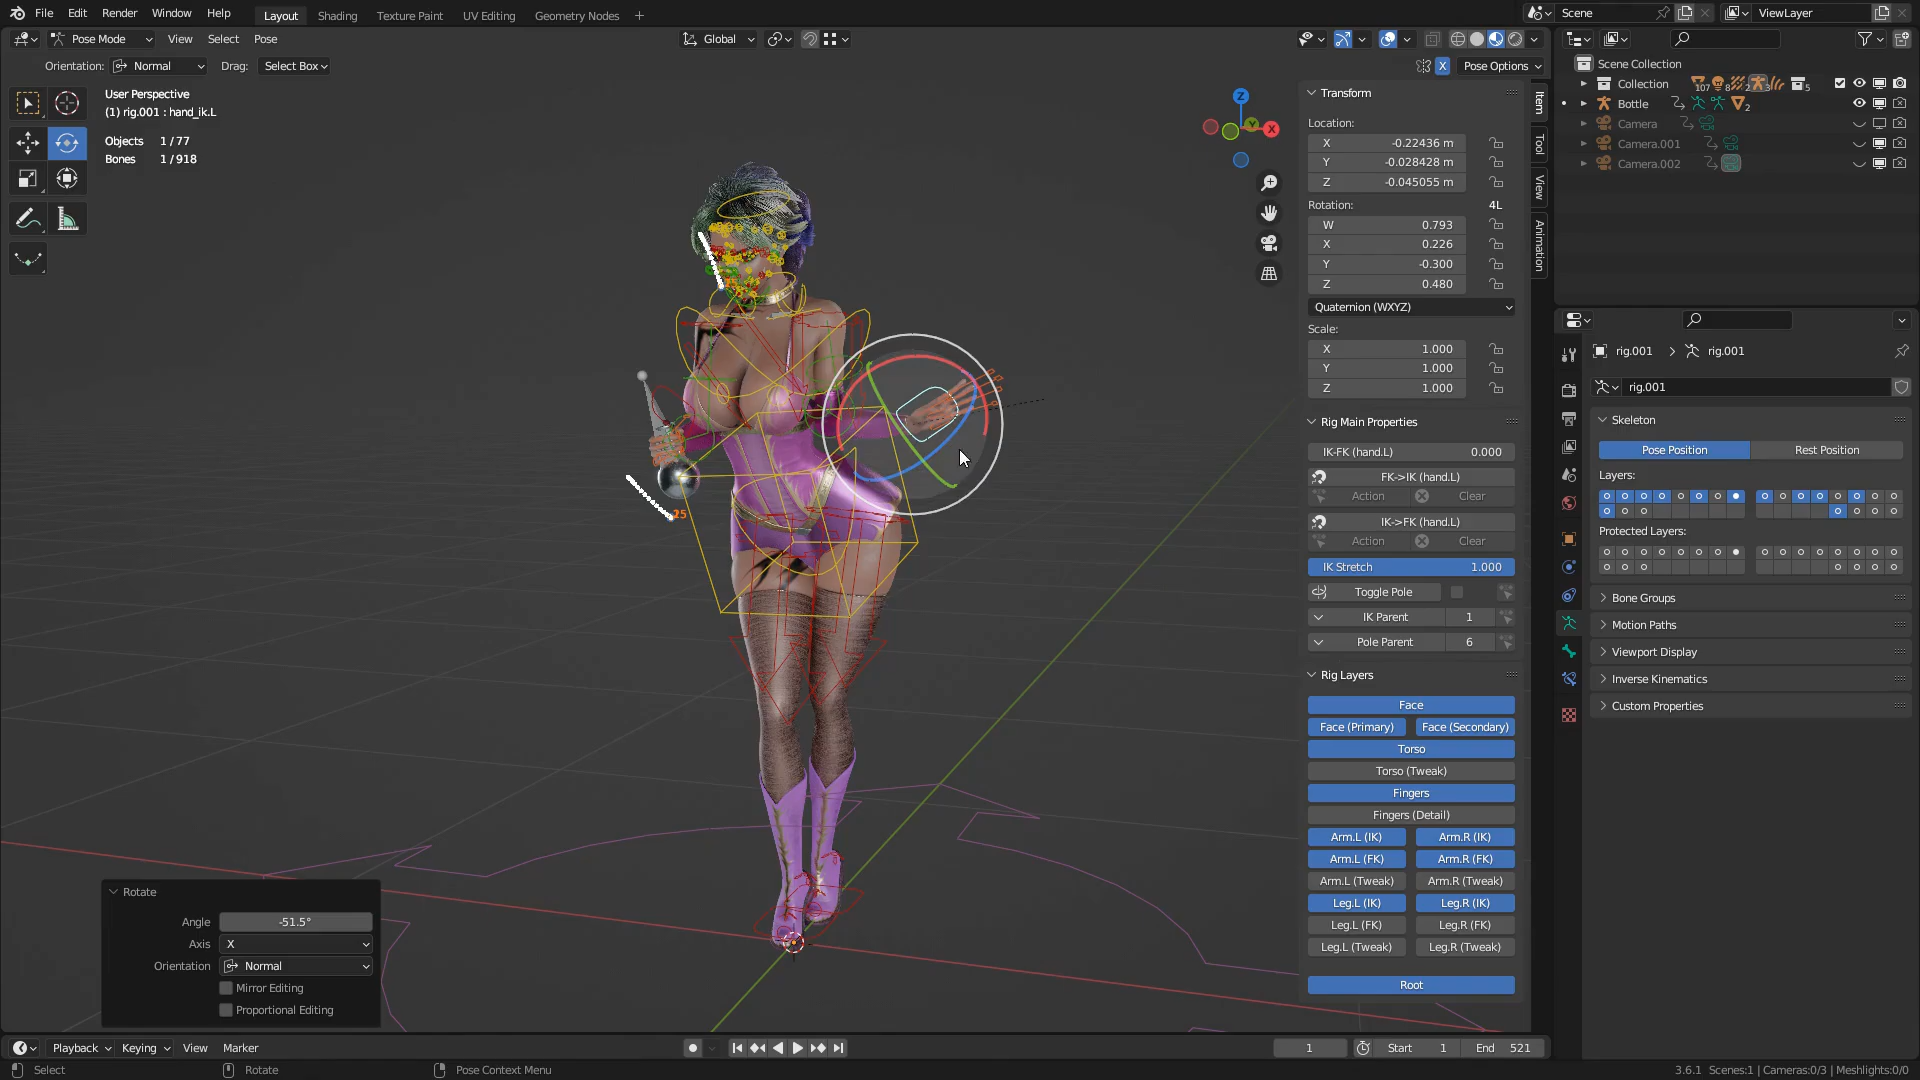 File Edit Render Window Help Layout Shading Texture Paint UV Editing Geometry Nodes + Scene ViewLayer
Pose Mode View Select Pose Global
Orientation: Normal Drag: Select Box X Pose Options
User Perspective
(1) rig.001 : hand_ik.L
Objects 1/77
Bones 1/918
15
Z
Y
X
Transform
Location:
X -0.22436 m
Y -0.028428 m
Z -0.045055 m
Rotation: 4L
W 0.793
X 0.226
Y -0.300
Z 0.480
Quaternion (WXYZ)
Scale:
X 1.000
Y 1.000
Z 1.000
Rig Main Properties
IK-FK (hand.L) 0.000
FK->IK (hand.L)
Action Clear
IK->FK (hand.L)
Action Clear
IK Stretch 1.000
Toggle Pole
IK Parent 1
Pole Parent 6
Rig Layers
Face
Face (Primary) Face (Secondary)
Torso
Torso (Tweak)
Fingers
Fingers (Detail)
Arm.L (IK) Arm.R (IK)
Arm.L (FK) Arm.R (FK)
Arm.L (Tweak) Arm.R (Tweak)
Leg.L (IK) Leg.R (IK)
Leg.L (FK) Leg.R (FK)
Leg.L (Tweak) Leg.R (Tweak)
Root
Item
Tool
View
Animation
Scene Collection
Collection 107 8 2 3 5
Bottle 2
Camera
Camera.001
Camera.002
rig.001 > rig.001
rig.001
Skeleton
Pose Position Rest Position
Layers:
Protected Layers:
Bone Groups
Motion Paths
Viewport Display
Inverse Kinematics
Custom Properties
Rotate
Angle -51.5°
Axis X
Orientation Normal
Mirror Editing
Proportional Editing
Playback Keying View Marker 1 Start 1 End 521
Select Rotate Pose Context Menu 3.6.1 Scenes:1 | Cameras:0/3 | Meshlights:0/0